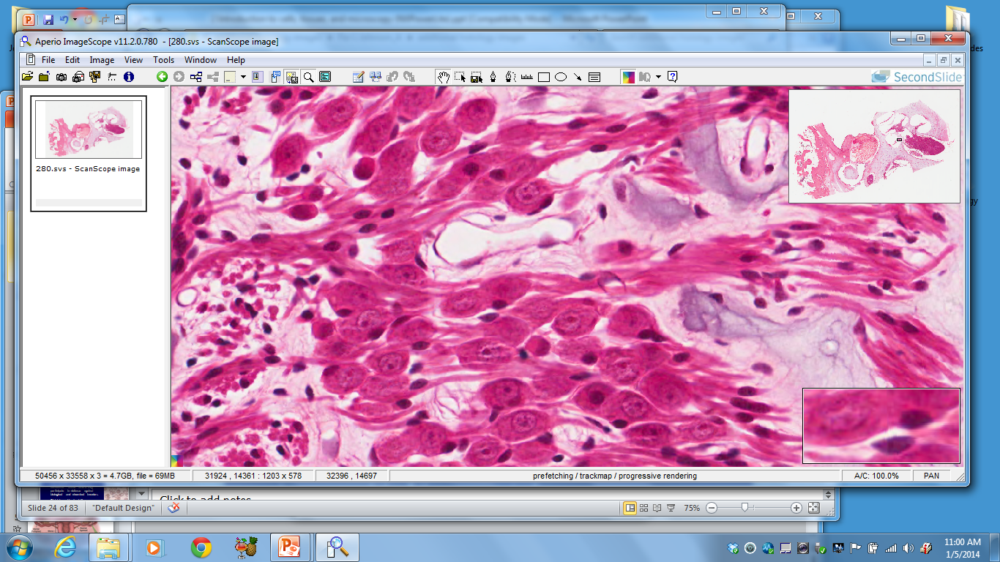 Aperio ImageScope v11.2.0.780 - [280.svs - ScanScope image]
File Edit Image View Tools Window Help
SecondSlide
280.svs - ScanScope image
50456 x 33558 x 3 = 4.7GB, file = 69MB 31924 , 14361 : 1203 x 578 32396 , 14697 prefetching / trackmap / progressive rendering A/C: 100.0% PAN
Click to add notes
Slide 24 of 83 "Default Design" 75%
11:00 AM
1/5/2014